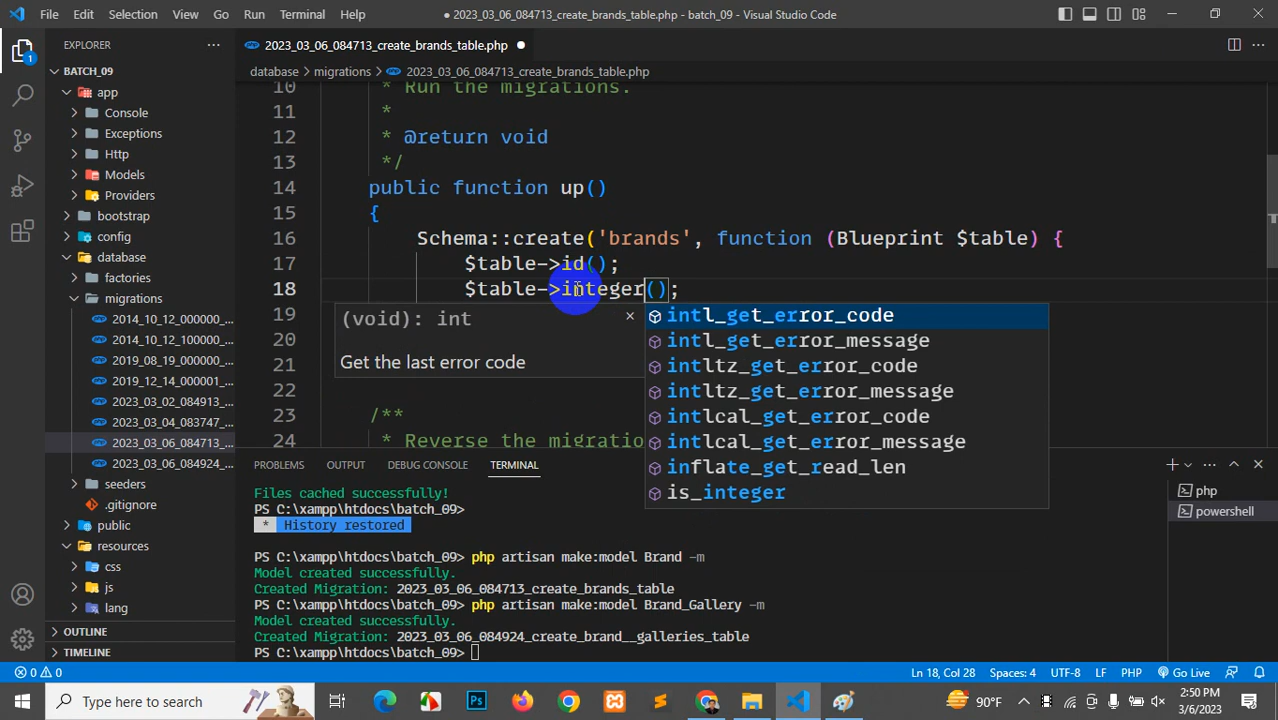 File Edit Selection View Go Run Terminal Help
● 2023_03_06_084713_create_brands_table.php - batch_09 - Visual Studio Code
EXPLORER
2023_03_06_084713_create_brands_table.php ●
BATCH_09
database > migrations > 2023_03_06_084713_create_brands_table.php
app
Console
Exceptions
Http
Models
Providers
bootstrap
config
database
factories
migrations
2014_10_12_000000_...
2014_10_12_100000_...
2019_08_19_000000_...
2019_12_14_000001_...
2023_03_02_084913_...
2023_03_04_083747_...
2023_03_06_084713_...
2023_03_06_084924_...
seeders
.gitignore
public
resources
css
js
lang
OUTLINE
TIMELINE
10 * Run the migrations.
11 *
12 * @return void
13 */
14 public function up()
15 {
16 Schema::create('brands', function (Blueprint $table) {
17 $table->id();
18 $table->integer();
19
20
21
22
23 /**
24 * Reverse the migratio
(void): int ×
Get the last error code
intl_get_error_code
intl_get_error_message
intltz_get_error_code
intltz_get_error_message
intlcal_get_error_code
intlcal_get_error_message
inflate_get_read_len
is_integer
PROBLEMS OUTPUT DEBUG CONSOLE TERMINAL
php
powershell
Files cached successfully!
PS C:\xampp\htdocs\batch_09>
* History restored
PS C:\xampp\htdocs\batch_09> php artisan make:model Brand -m
Model created successfully.
Created Migration: 2023_03_06_084713_create_brands_table
PS C:\xampp\htdocs\batch_09> php artisan make:model Brand_Gallery -m
Model created successfully.
Created Migration: 2023_03_06_084924_create_brand__galleries_table
PS C:\xampp\htdocs\batch_09>
1
0 0 Ln 18, Col 28 Spaces: 4 UTF-8 LF PHP Go Live
Type here to search
Ps
90°F
2:50 PM
3/6/2023